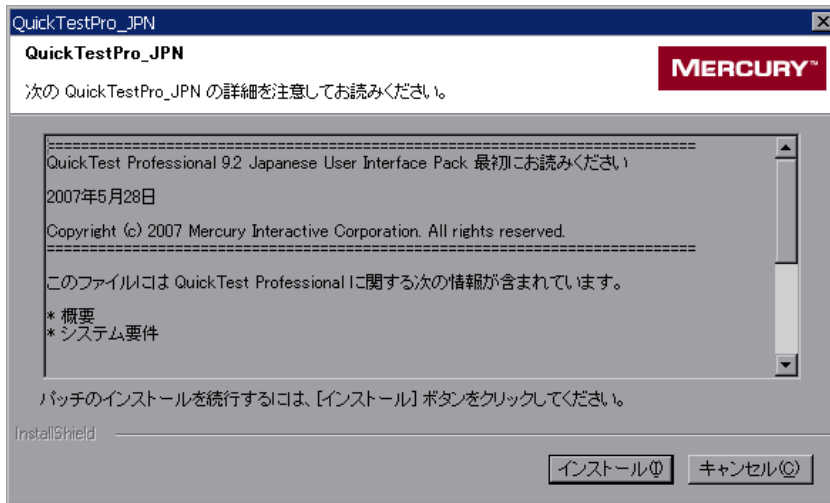 QuickTestPro_JPN
QuickTestPro_JPN
次の QuickTestPro_JPN の詳細を注意してお読みください。
MERCURY™
========================================================================
QuickTest Professional 9.2 Japanese User Interface Pack 最初にお読みください
2007年5月28日
Copyright (c) 2007 Mercury Interactive Corporation. All rights reserved.
========================================================================
このファイルには QuickTest Professional に関する次の情報が含まれています。
* 概要
* システム要件
パッチのインストールを続行するには、[インストール] ボタンをクリックしてください。
InstallShield
インストール(I) キャンセル(C)